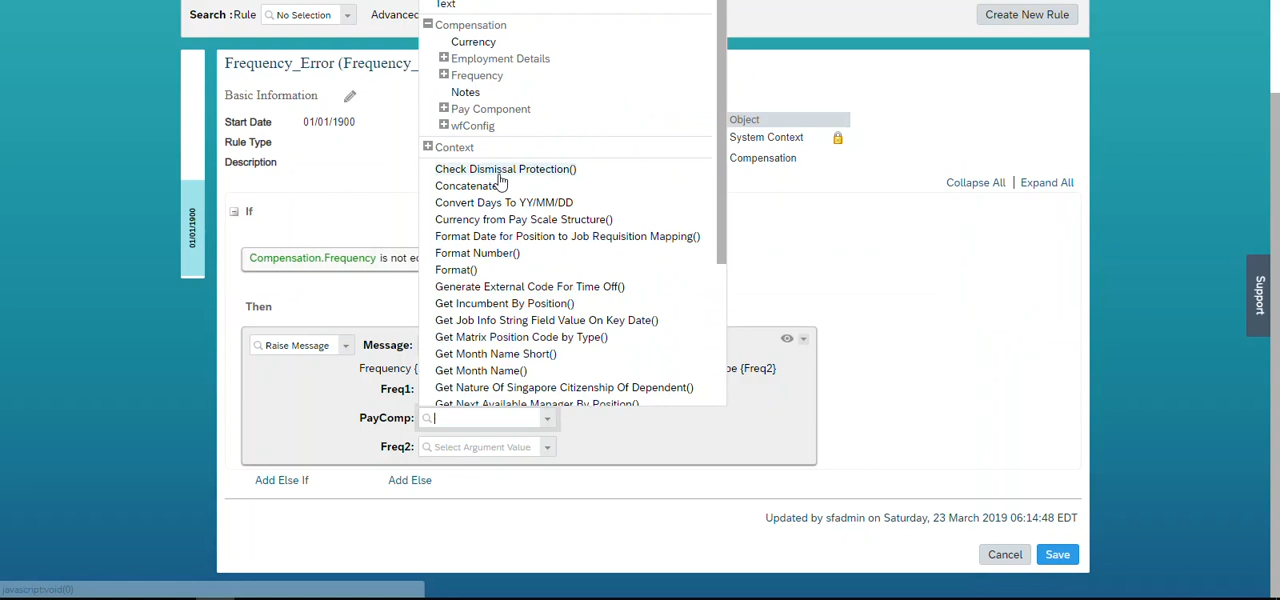 Text
Search : Rule No Selection Advanced Create New Rule
Compensation
Currency
Employment Details
Frequency
Notes
Pay Component
wfConfig
Context
Check Dismissal Protection()
Convert Days To YY/MM/DD
Currency from Pay Scale Structure()
Format Date for Position to Job Requisition Mapping()
Format Number()
Format()
Generate External Code For Time Off()
Get Incumbent By Position()
Get Job Info String Field Value On Key Date()
Get Matrix Position Code by Type()
Get Month Name Short()
Get Month Name()
Get Nature Of Singapore Citizenship Of Dependent()
Get Next Available Manager By Position()
Frequency_Error (Frequency_
Basic Information
Start Date 01/01/1900
Rule Type
Description
Object
System Context
Compensation
Collapse All | Expand All
01/01/1900
If
Compensation.Frequency is not
Then
Raise Message Message:
Frequency { {Freq2}
Freq1:
PayComp:
Freq2: Select Argument Value
Add Else If Add Else
Updated by sfadmin on Saturday, 23 March 2019 06:14:48 EDT
Cancel Save
Support
javascript:void(0)